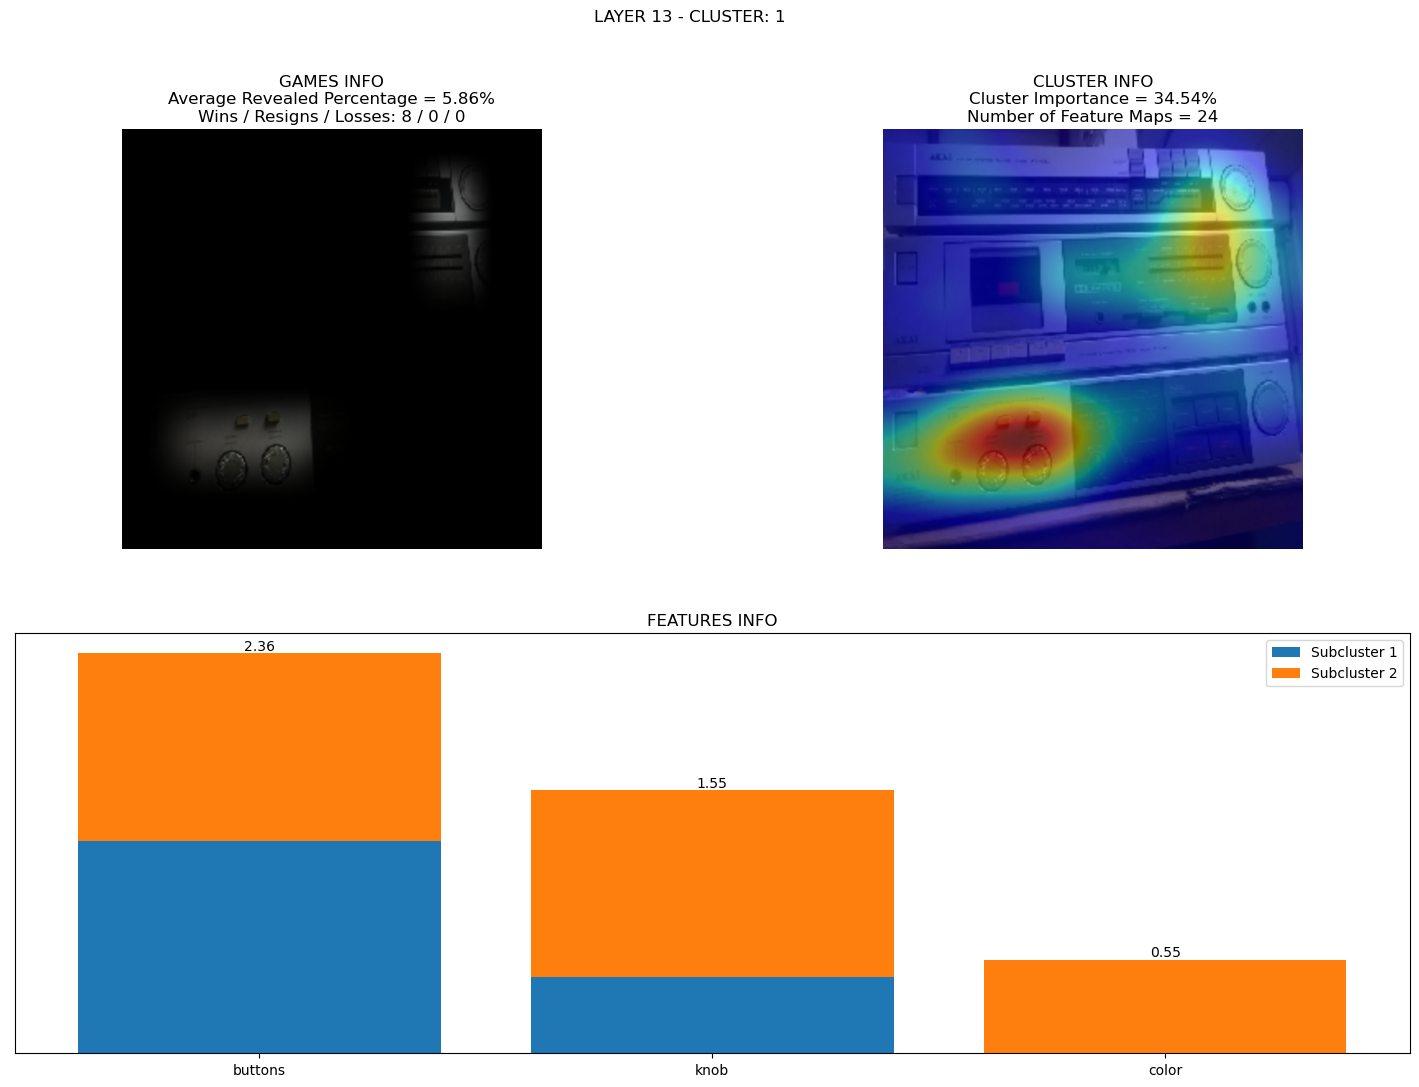 LAYER 13 - CLUSTER: 1
GAMES INFO
Average Revealed Percentage = 5.86%
Wins / Resigns / Losses: 8 / 0 / 0
CLUSTER INFO
Cluster Importance = 34.54%
Number of Feature Maps = 24
AKAI
FEATURES INFO
2.36
1.55
0.55
Subcluster 1
Subcluster 2
buttons
knob
color